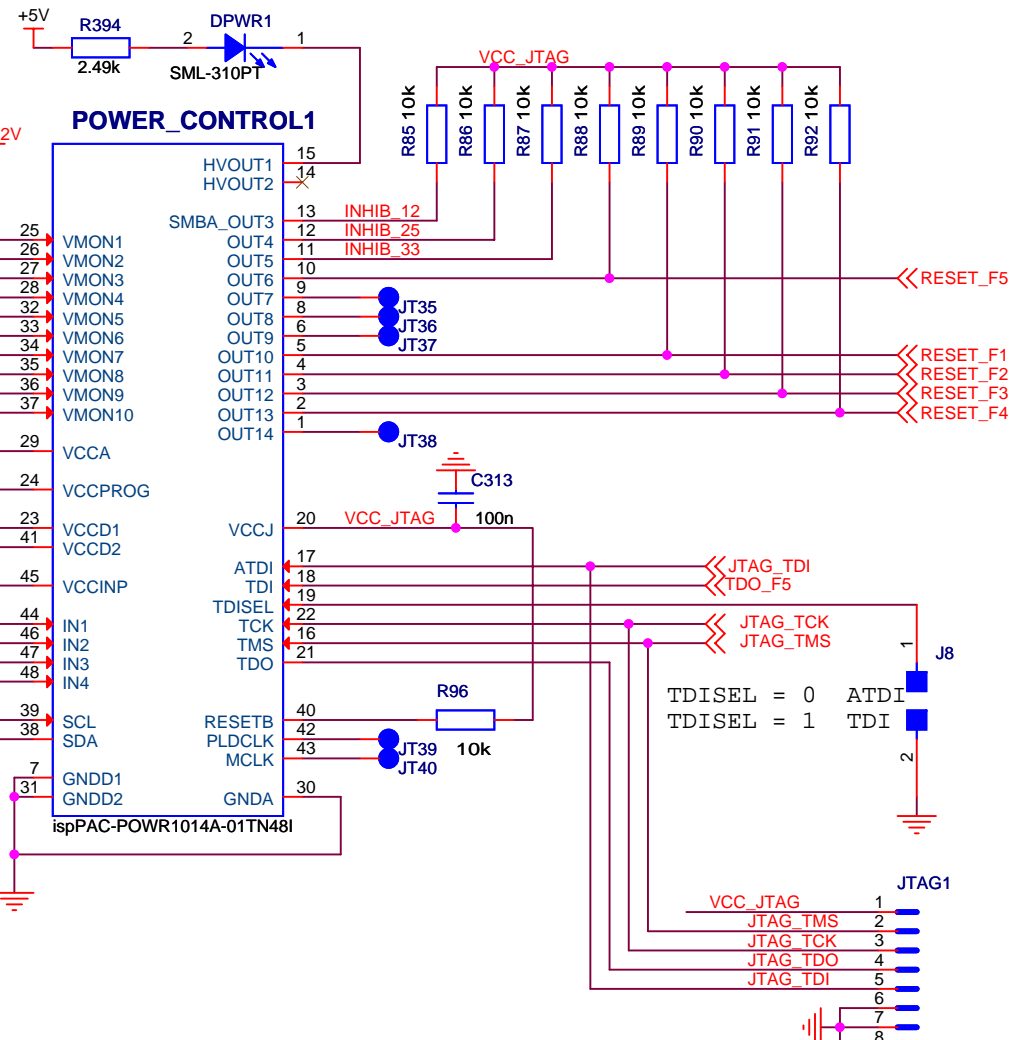 +5V
R394
2.49k
2
DPWR1
1
SML-310PT
VCC_JTAG
R85 10k
R86 10k
R87 10k
R88 10k
R89 10k
R90 10k
R91 10k
R92 10k
2V
POWER_CONTROL1
HVOUT1 15
HVOUT2 14
SMBA_OUT3 13 INHIB_12
25 VMON1 OUT4 12 INHIB_25
26 VMON2 OUT5 11 INHIB_33
27 VMON3 OUT6 10 RESET_F5
28 VMON4 OUT7 9 JT35
32 VMON5 OUT8 8 JT36
33 VMON6 OUT9 6 JT37
34 VMON7 OUT10 5 RESET_F1
35 VMON8 OUT11 4 RESET_F2
36 VMON9 OUT12 3 RESET_F3
37 VMON10 OUT13 2 RESET_F4
OUT14 1 JT38
29 VCCA
24 VCCPROG
C313
100n
23 VCCD1 VCCJ 20 VCC_JTAG
41 VCCD2
ATDI 17 JTAG_TDI
45 VCCINP TDI 18 TDO_F5
TDISEL 19
44 IN1 TCK 22 JTAG_TCK
46 IN2 TMS 16 JTAG_TMS
47 IN3 TDO 21
48 IN4
1
J8
TDISEL = 0 ATDI
TDISEL = 1 TDI
2
R96
10k
39 SCL RESETB 40
38 SDA PLDCLK 42 JT39
MCLK 43 JT40
7 GNDD1
31 GNDD2 GNDA 30
ispPAC-POWR1014A-01TN48I
JTAG1
VCC_JTAG 1
JTAG_TMS 2
JTAG_TCK 3
JTAG_TDO 4
JTAG_TDI 5
6
7
8